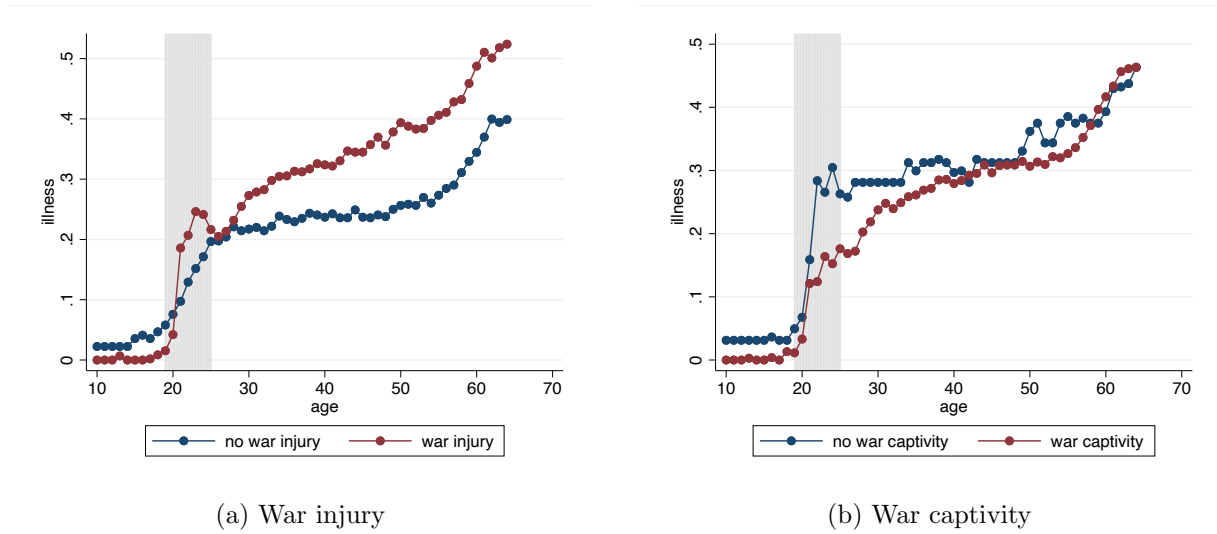 .5
.4
.3
.2
.1
0
illness
10 20 30 40 50 60 70
age
no war injury war injury
(a) War injury
.5
.4
.3
.2
.1
0
illness
10 20 30 40 50 60 70
age
no war captivity war captivity
(b) War captivity